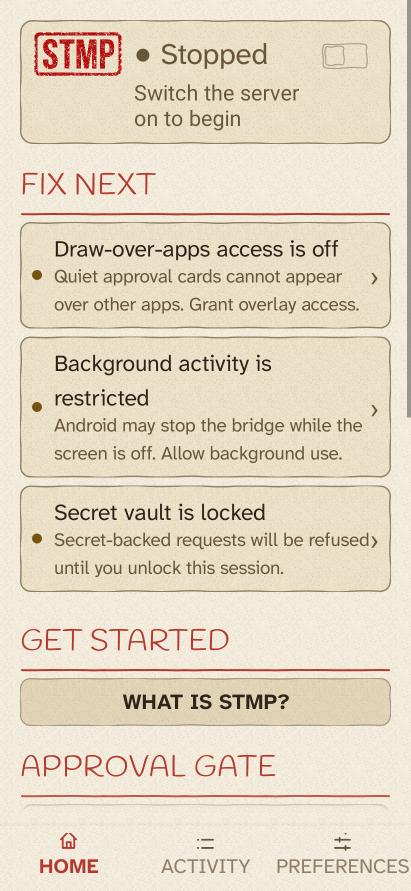 STMP
● Stopped
Switch the server
on to begin
FIX NEXT
Draw-over-apps access is off
Quiet approval cards cannot appear
over other apps. Grant overlay access.
›
Background activity is
restricted
Android may stop the bridge while the
screen is off. Allow background use.
›
Secret vault is locked
Secret-backed requests will be refused
until you unlock this session.
›
GET STARTED
WHAT IS STMP?
APPROVAL GATE
HOME
ACTIVITY
PREFERENCES